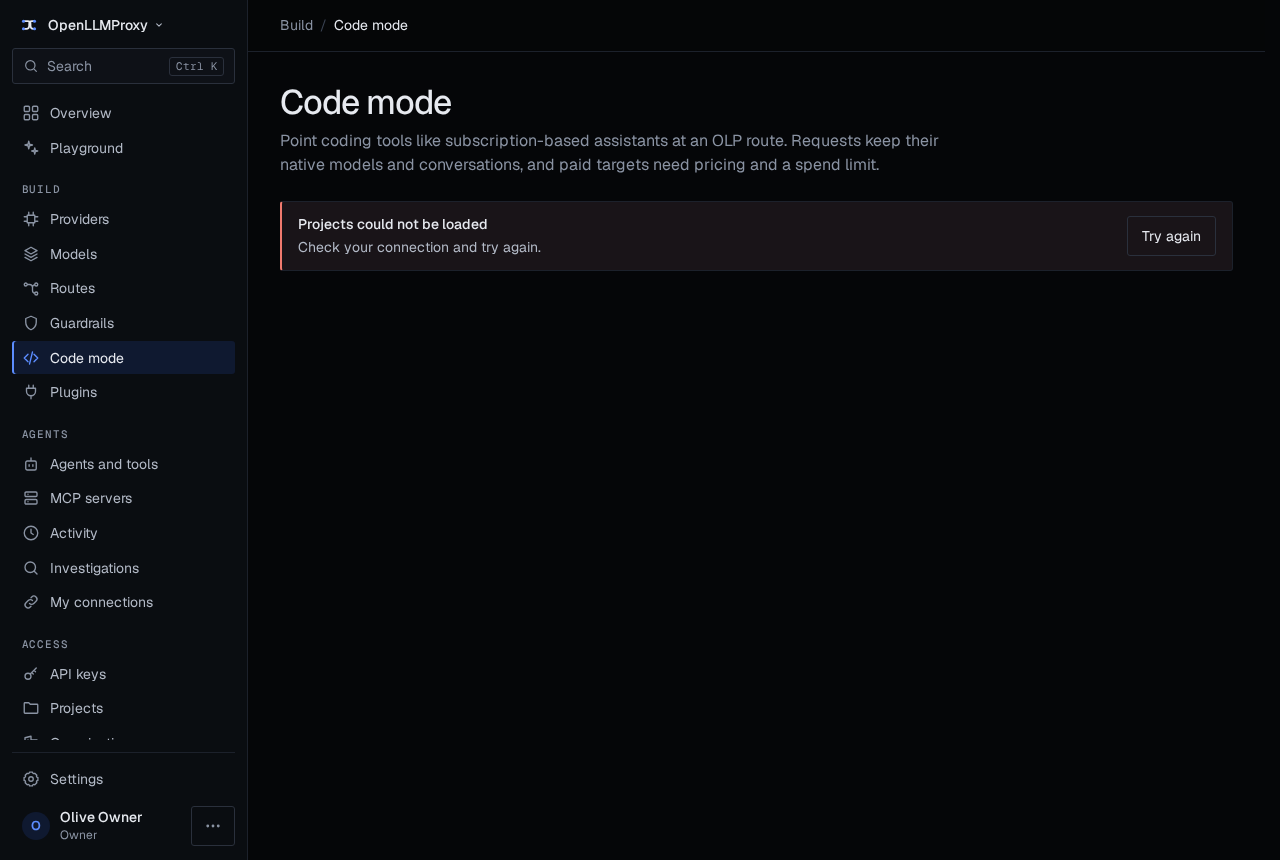 OpenLLMProxy
Search
Ctrl K
Overview
Playground
BUILD
Providers
Models
Routes
Guardrails
Code mode
Plugins
AGENTS
Agents and tools
MCP servers
Activity
Investigations
My connections
ACCESS
API keys
Projects
Settings
O
Olive Owner
Owner
Build / Code mode
Code mode
Point coding tools like subscription-based assistants at an OLP route. Requests keep their
native models and conversations, and paid targets need pricing and a spend limit.
Projects could not be loaded
Check your connection and try again.
Try again